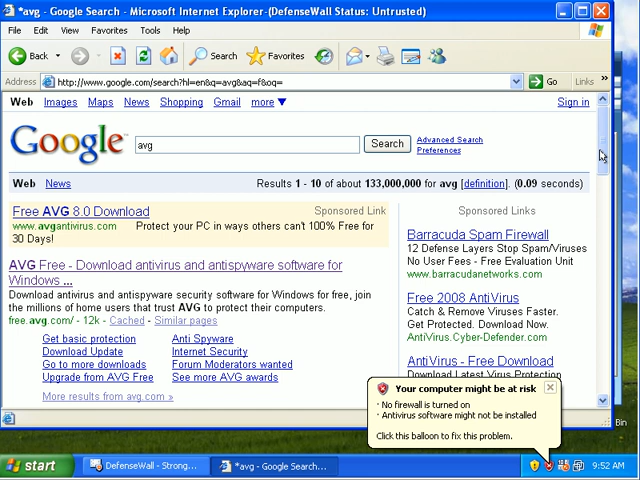 *avg - Google Search - Microsoft Internet Explorer-(DefenseWall Status: Untrusted)
File Edit View Favorites Tools Help
Back Search Favorites
Address http://www.google.com/search?hl=en&q=avg&aq=f&oq= Go Links »
Web Images Maps News Shopping Gmail more ▼ Sign in
Google avg Search Advanced Search
Preferences
Web News Results 1 - 10 of about 133,000,000 for avg [definition]. (0.09 seconds)
Free AVG 8.0 Download Sponsored Link
www.avgantivirus.com Protect your PC in ways others can't 100% Free for
30 Days!
AVG Free - Download antivirus and antispyware software for
Windows ...
Download antivirus and antispyware security software for Windows for free, join
the millions of home users that trust AVG to protect their computers.
free.avg.com/ - 12k - Cached - Similar pages
Get basic protection Anti Spyware
Download Update Internet Security
Go to more downloads Forum Moderators wanted
Upgrade from AVG Free See more AVG awards
More results from avg.com »
Sponsored Links
Barracuda Spam Firewall
12 Defense Layers Stop Spam/Viruses
No User Fees - Free Evaluation Unit
www.barracudanetworks.com
Free 2008 AntiVirus
Catch & Remove Viruses Faster.
Get Protected. Download Now.
AntiVirus.Cyber-Defender.com
AntiVirus - Free Download
Download Latest Virus Protection
Your computer might be at risk
· No firewall is turned on
· Antivirus software might not be installed
Click this balloon to fix this problem.
Bin
start DefenseWall - Strong... *avg - Google Search... 9:52 AM